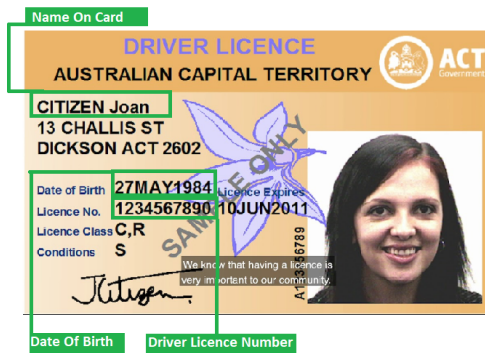 Name On Card
DRIVER LICENCE
AUSTRALIAN CAPITAL TERRITORY
ACT
Government
CITIZEN Joan
13 CHALLIS ST
DICKSON ACT 2602
Date of Birth 27MAY1984 Licence Expires
Licence No. 1234567890 10JUN2011
Licence Class C,R
Conditions S
SAMPLE ONLY
We know that having a licence is
very important to our community.
JCitizen
Date Of Birth
Driver Licence Number